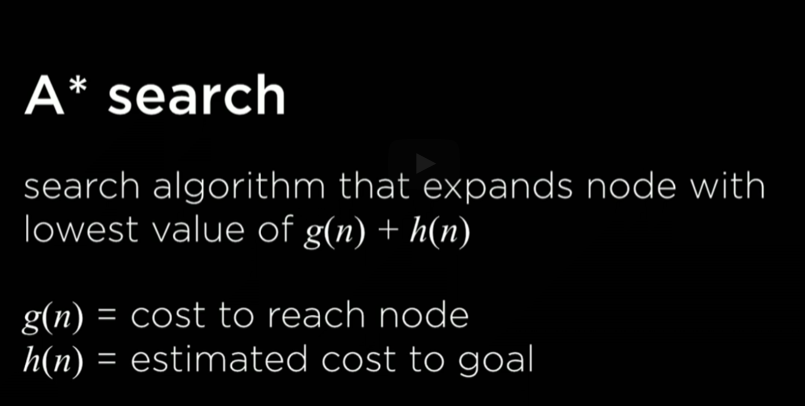 A* search
search algorithm that expands node with
lowest value of g(n) + h(n)
g(n) = cost to reach node
h(n) = estimated cost to goal